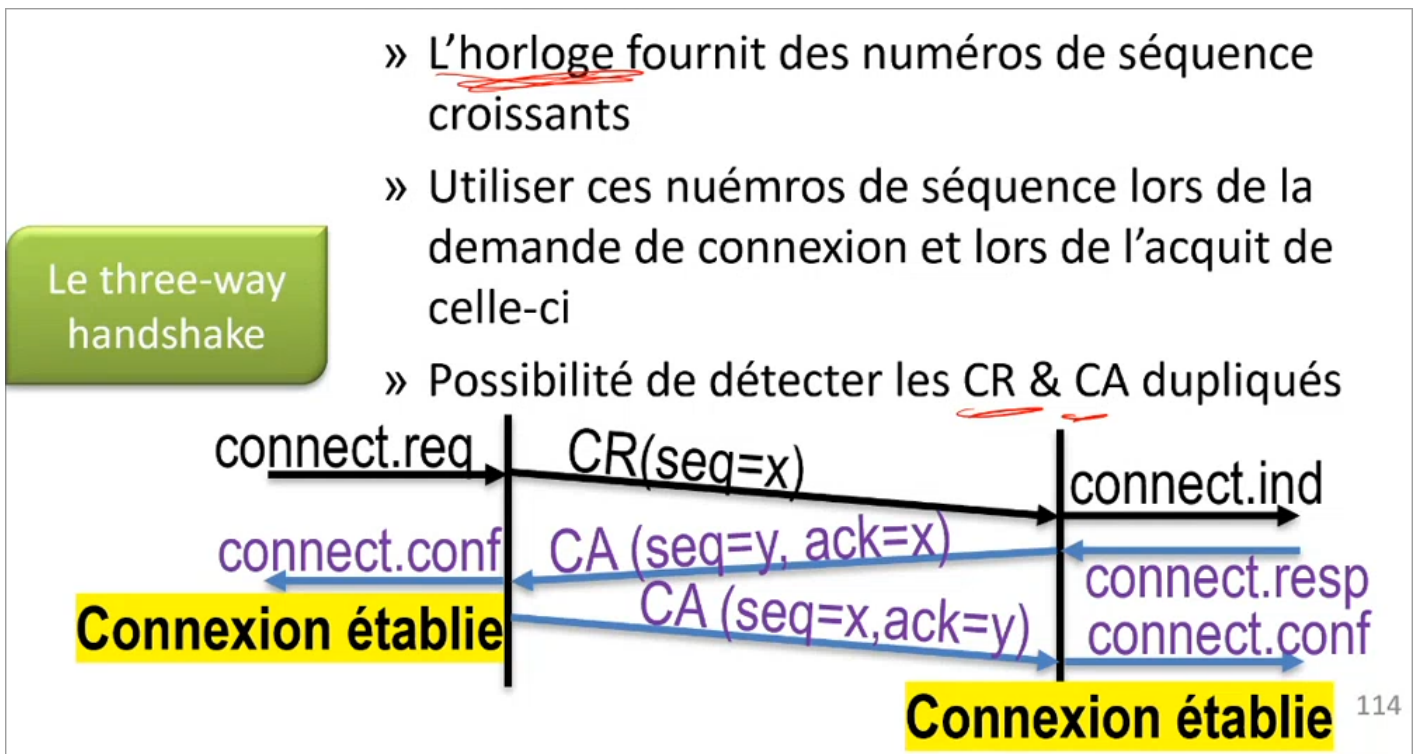 » L'horloge fournit des numéros de séquence
croissants
» Utiliser ces nuémros de séquence lors de la
demande de connexion et lors de l'acquit de
celle-ci
» Possibilité de détecter les CR & CA dupliqués
Le three-way
handshake
connect.req
CR(seq=x)
connect.ind
connect.conf
CA (seq=y, ack=x)
connect.resp
CA (seq=x,ack=y)
connect.conf
Connexion établie
Connexion établie
114